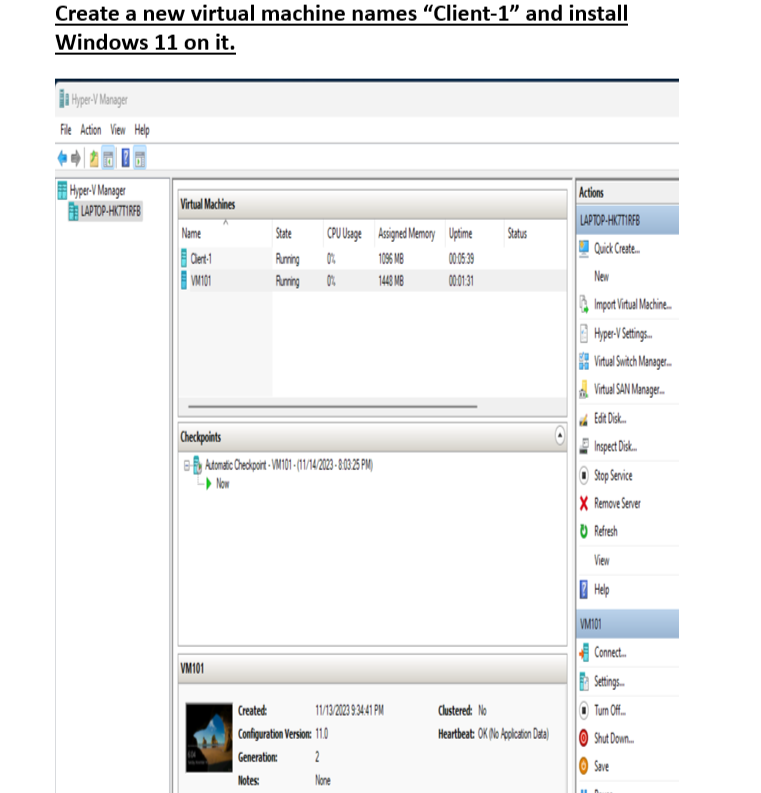 Create a new virtual machine names “Client-1” and install
Windows 11 on it.
Hyper-V Manager
File Action View Help
Hyper-V Manager
LAPTOP-HK7T1RFB
Virtual Machines
Name State CPU Usage Assigned Memory Uptime Status
Client-1 Running 0% 1096 MB 00:05:39
VM101 Running 0% 1448 MB 00:01:31
Checkpoints
Automatic Checkpoint - VM101 - (11/14/2023 - 8:03:25 PM)
Now
VM101
Created: 11/13/2023 9:34:41 PM Clustered: No
Configuration Version: 11.0 Heartbeat: OK (No Application Data)
Generation: 2
Notes: None
Actions
LAPTOP-HK7T1RFB
Quick Create...
New
Import Virtual Machine...
Hyper-V Settings...
Virtual Switch Manager...
Virtual SAN Manager...
Edit Disk...
Inspect Disk...
Stop Service
Remove Server
Refresh
View
Help
VM101
Connect...
Settings...
Turn Off...
Shut Down...
Save